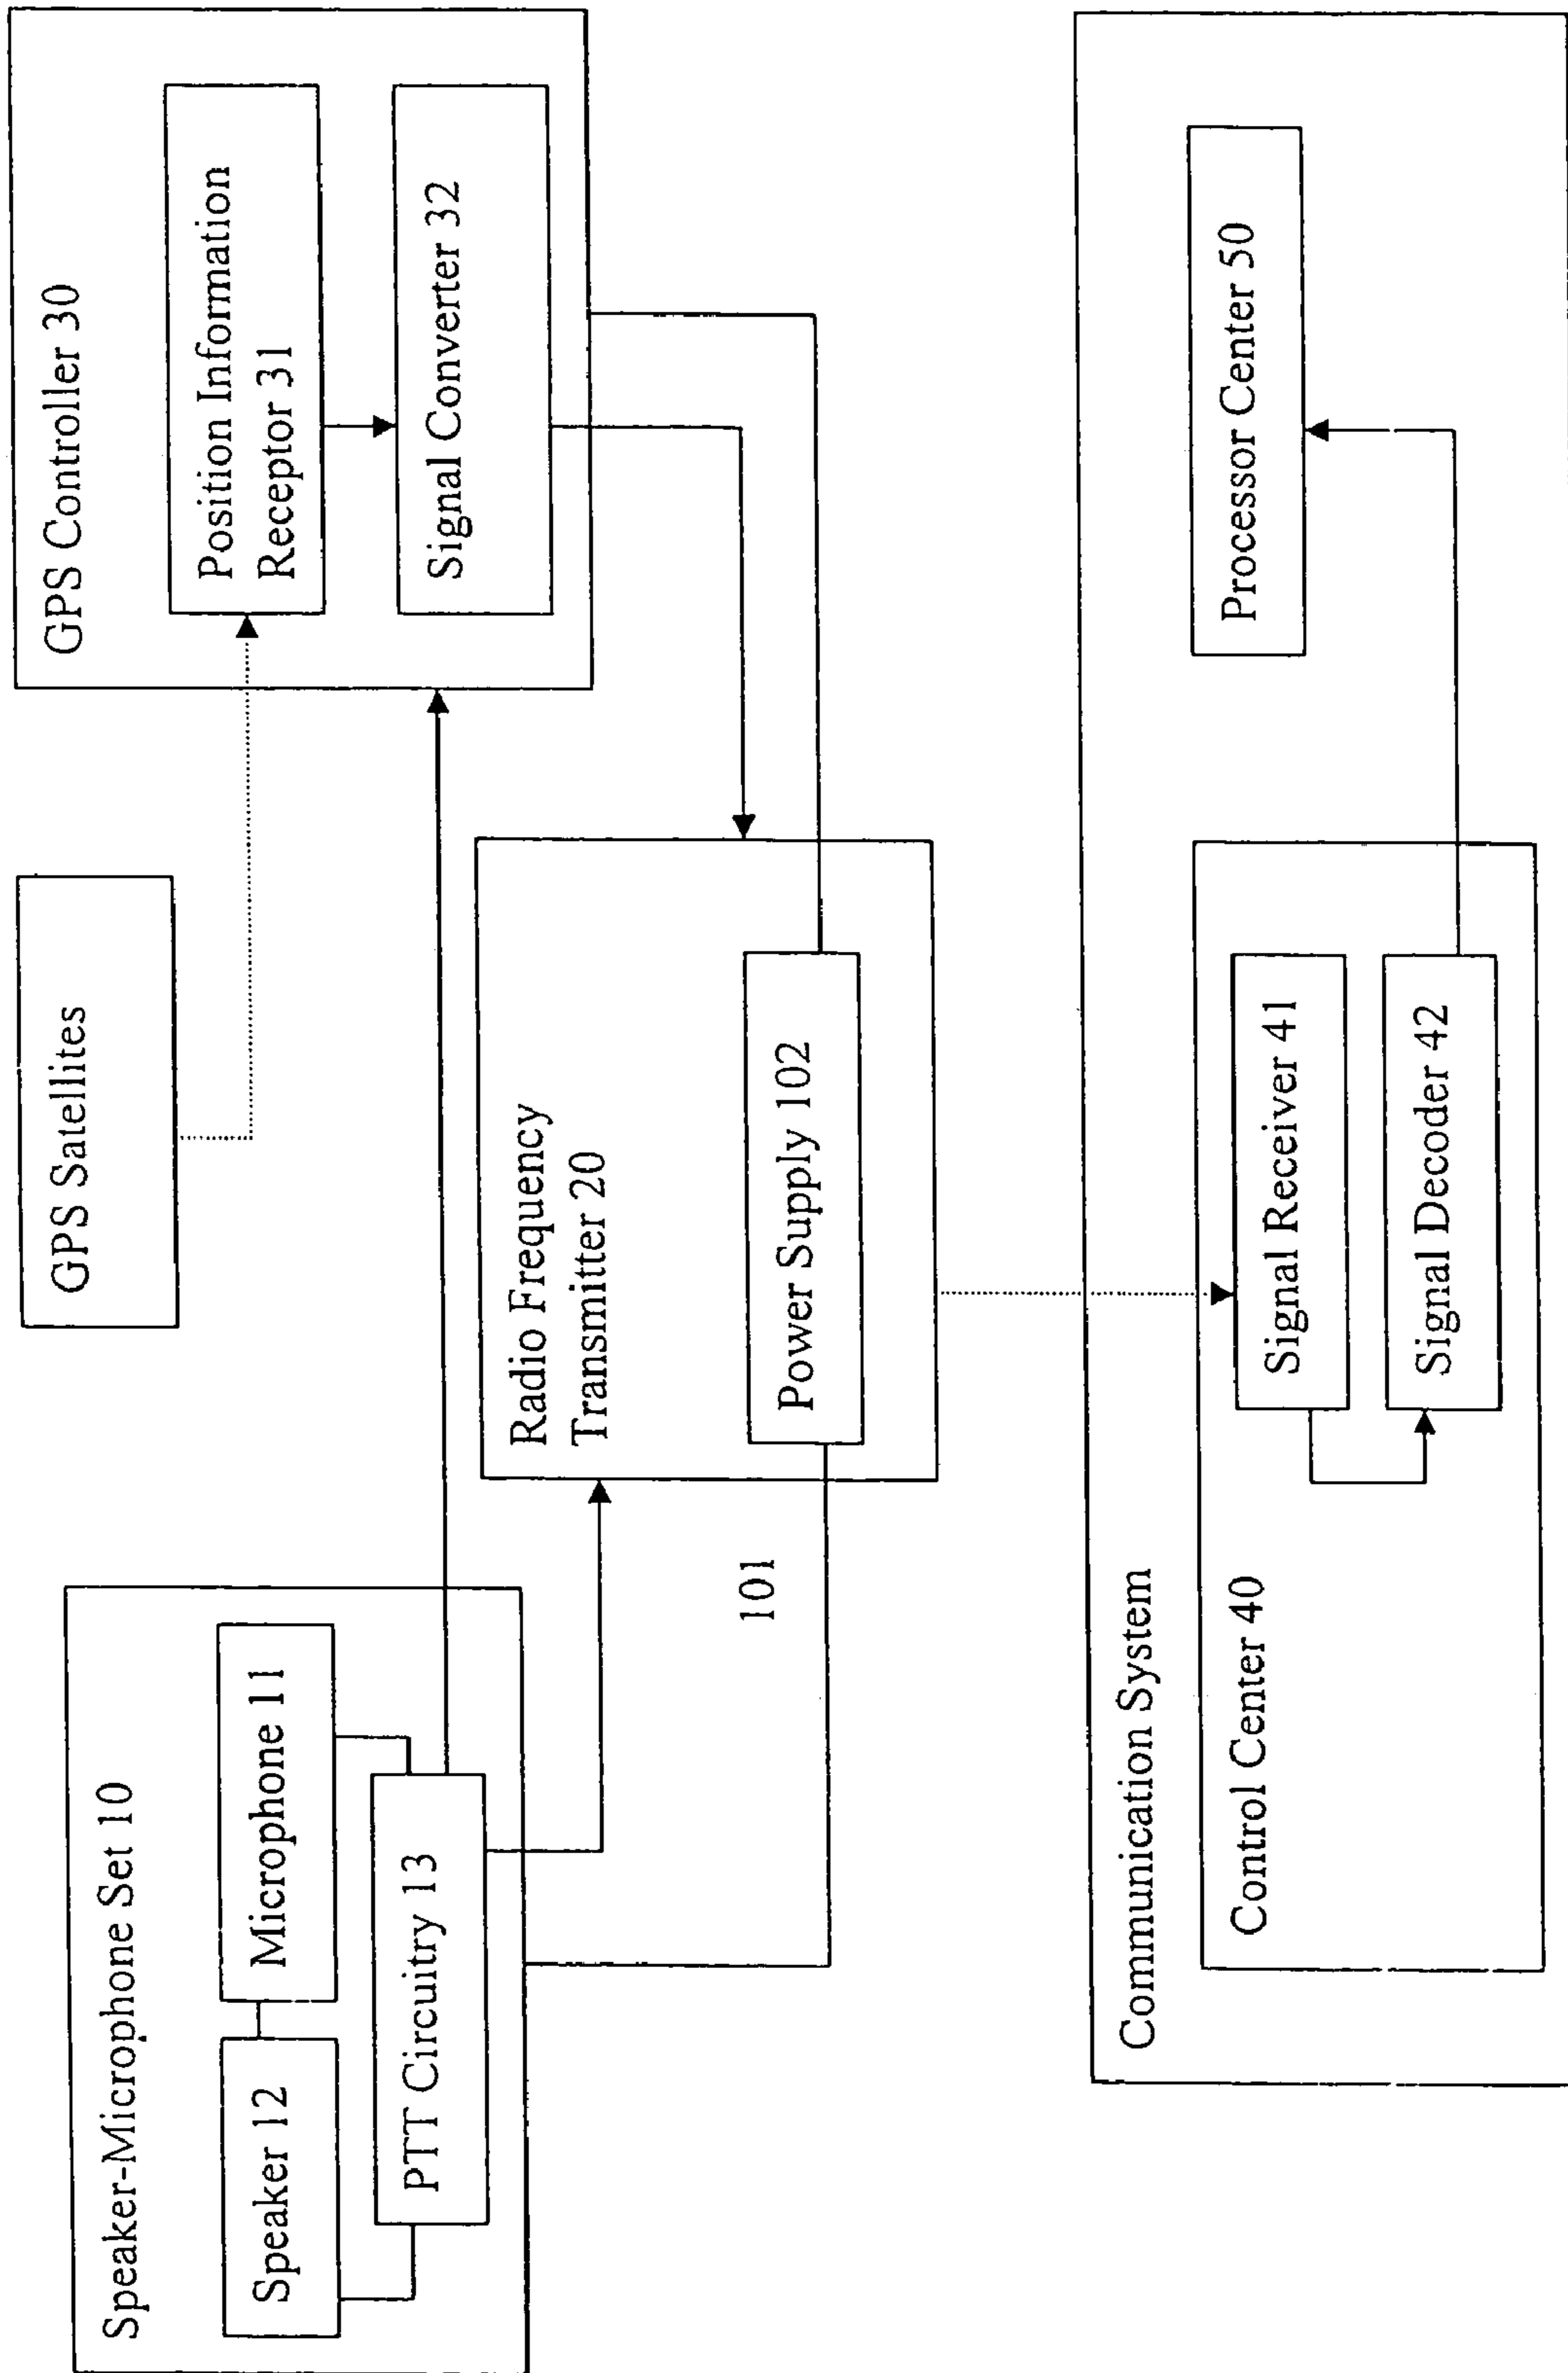 Speaker-Microphone Set 10
Speaker 12
Microphone 11
PTT Circuitry 13
GPS Satellites
GPS Controller 30
Position Information
Receptor 31
Signal Converter 32
Radio Frequency
Transmitter 20
Power Supply 102
101
Communication System
Control Center 40
Signal Receiver 41
Signal Decoder 42
Processor Center 50